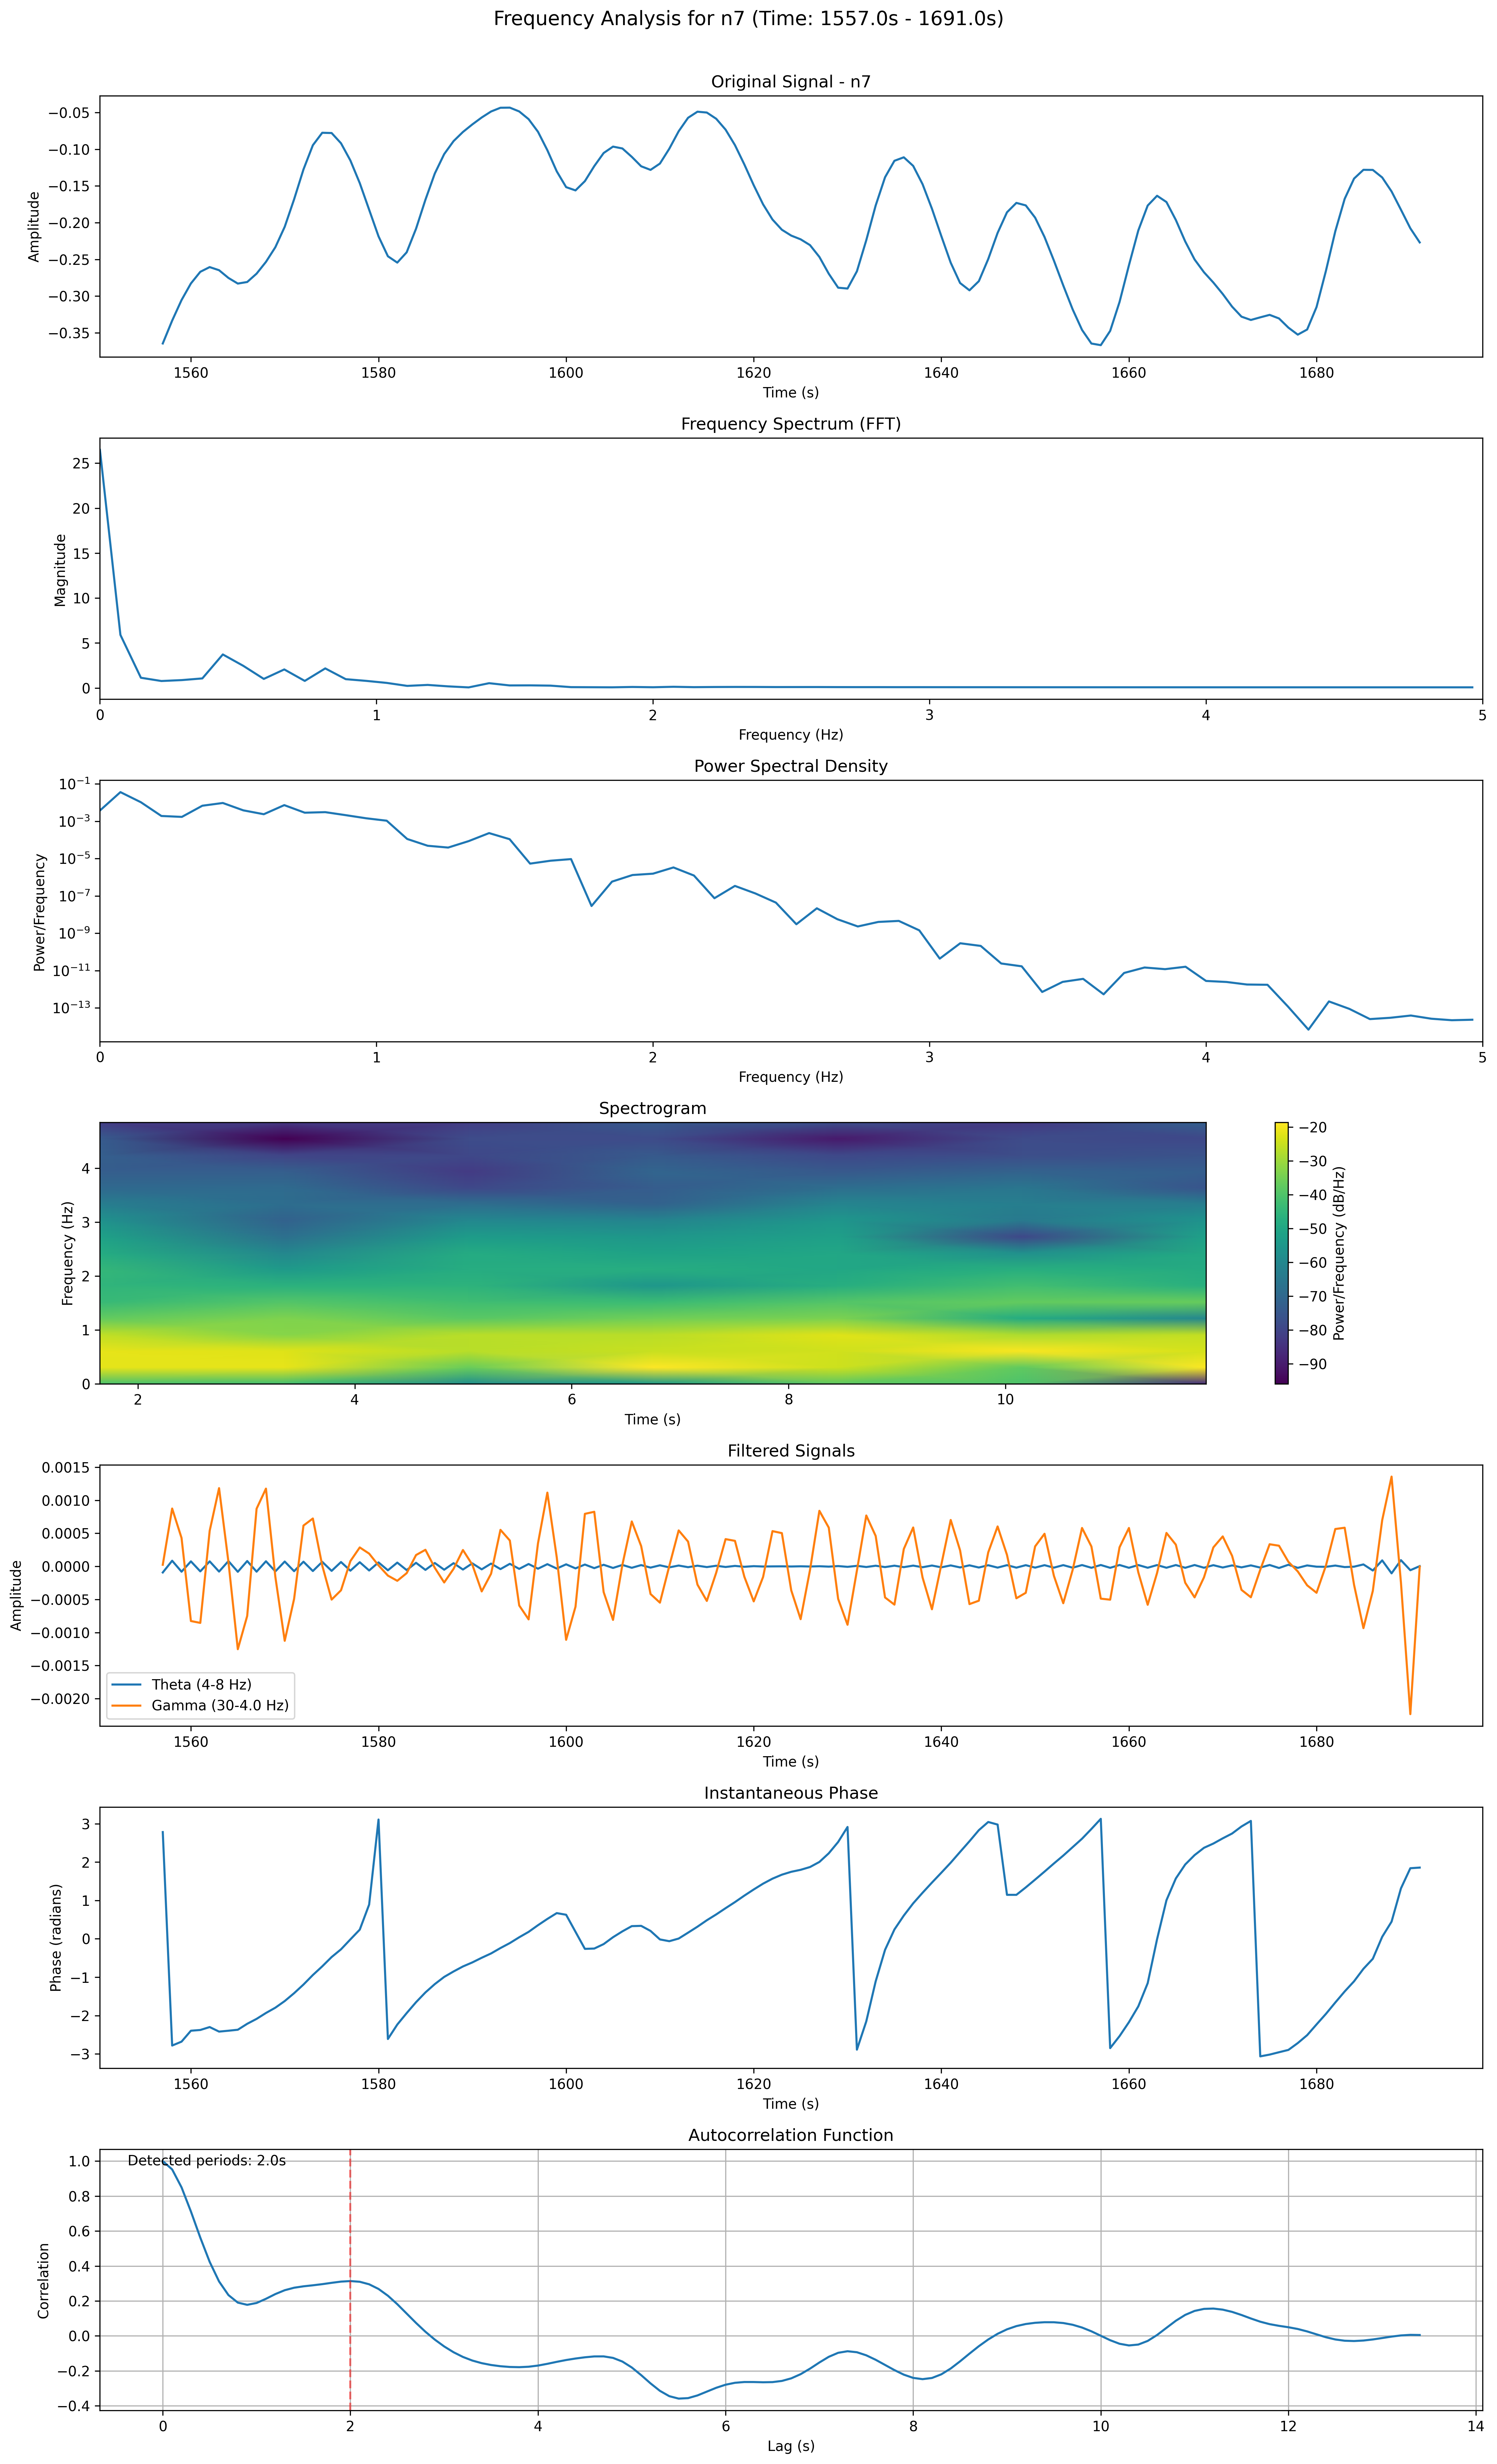 Frequency Analysis for n7 (Time: 1557.0s - 1691.0s)
Original Signal - n7
Amplitude
−0.05
−0.10
−0.15
−0.20
−0.25
−0.30
−0.35
1560 1580 1600 1620 1640 1660 1680
Time (s)
Frequency Spectrum (FFT)
Magnitude
25
20
15
10
5
0
0 1 2 3 4 5
Frequency (Hz)
Power Spectral Density
Power/Frequency
10⁻¹
10⁻³
10⁻⁵
10⁻⁷
10⁻⁹
10⁻¹¹
10⁻¹³
0 1 2 3 4 5
Frequency (Hz)
Spectrogram
Frequency (Hz)
4
3
2
1
0
2 4 6 8 10
Time (s)
−20
−30
−40
−50
−60
−70
−80
−90
Power/Frequency (dB/Hz)
Filtered Signals
Amplitude
0.0015
0.0010
0.0005
0.0000
−0.0005
−0.0010
−0.0015
−0.0020
Theta (4-8 Hz)
Gamma (30-4.0 Hz)
1560 1580 1600 1620 1640 1660 1680
Time (s)
Instantaneous Phase
Phase (radians)
3
2
1
0
−1
−2
−3
1560 1580 1600 1620 1640 1660 1680
Time (s)
Autocorrelation Function
Detected periods: 2.0s
Correlation
1.0
0.8
0.6
0.4
0.2
0.0
−0.2
−0.4
0 2 4 6 8 10 12 14
Lag (s)